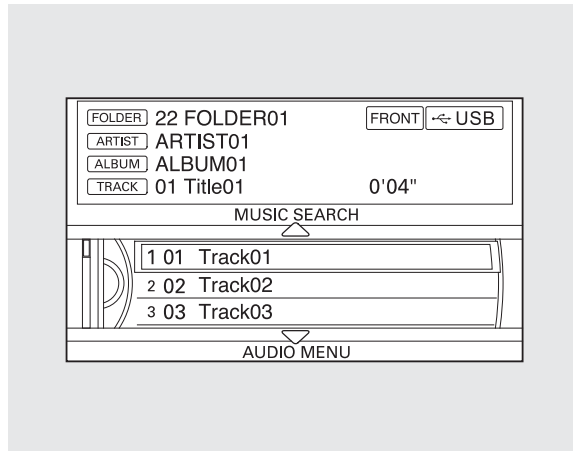 FOLDER 22 FOLDER01 FRONT USB
ARTIST ARTIST01
ALBUM ALBUM01
TRACK 01 Title01 0'04"
MUSIC SEARCH
1 01 Track01
2 02 Track02
3 03 Track03
AUDIO MENU